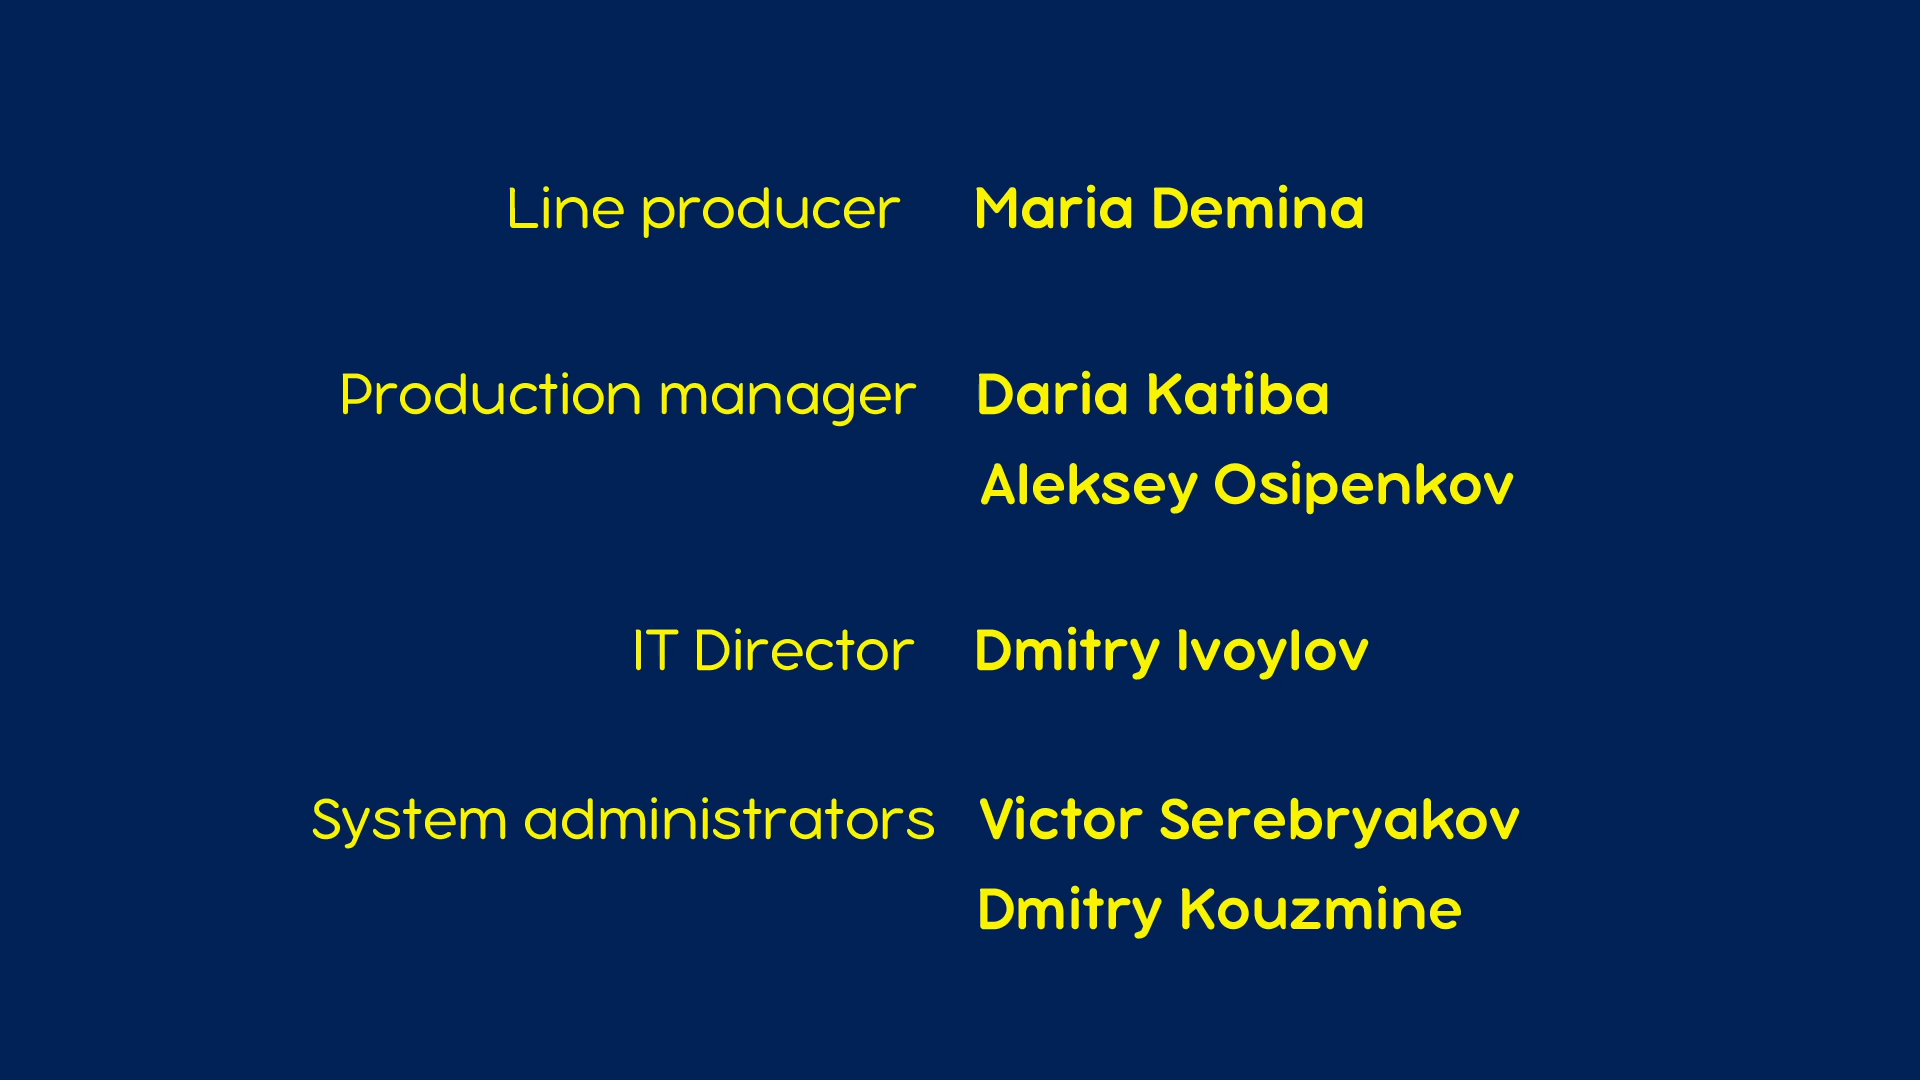 Line producer Maria Demina
Production manager Daria Katiba
Aleksey Osipenkov
IT Director Dmitry Ivoylov
System administrators Victor Serebryakov
Dmitry Kouzmine